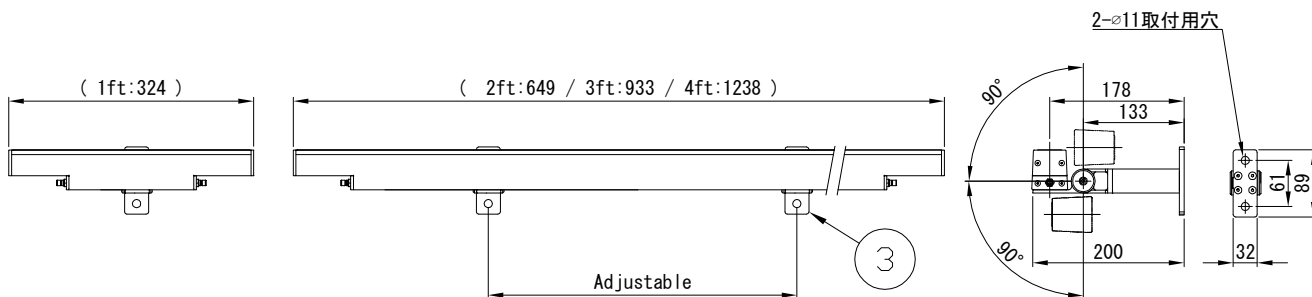 2-⌀11取付用穴
( 1ft:324 )
( 2ft:649 / 3ft:933 / 4ft:1238 )
90°
178
133
61
89
90°
200
32
3
Adjustable